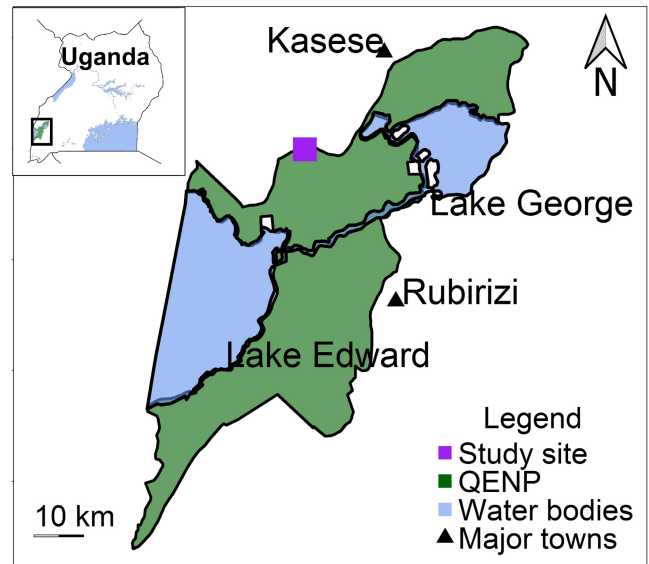 Uganda
Kasese
N
Lake George
Rubirizi
Lake Edward
Legend
Study site
QENP
Water bodies
Major towns
10 km